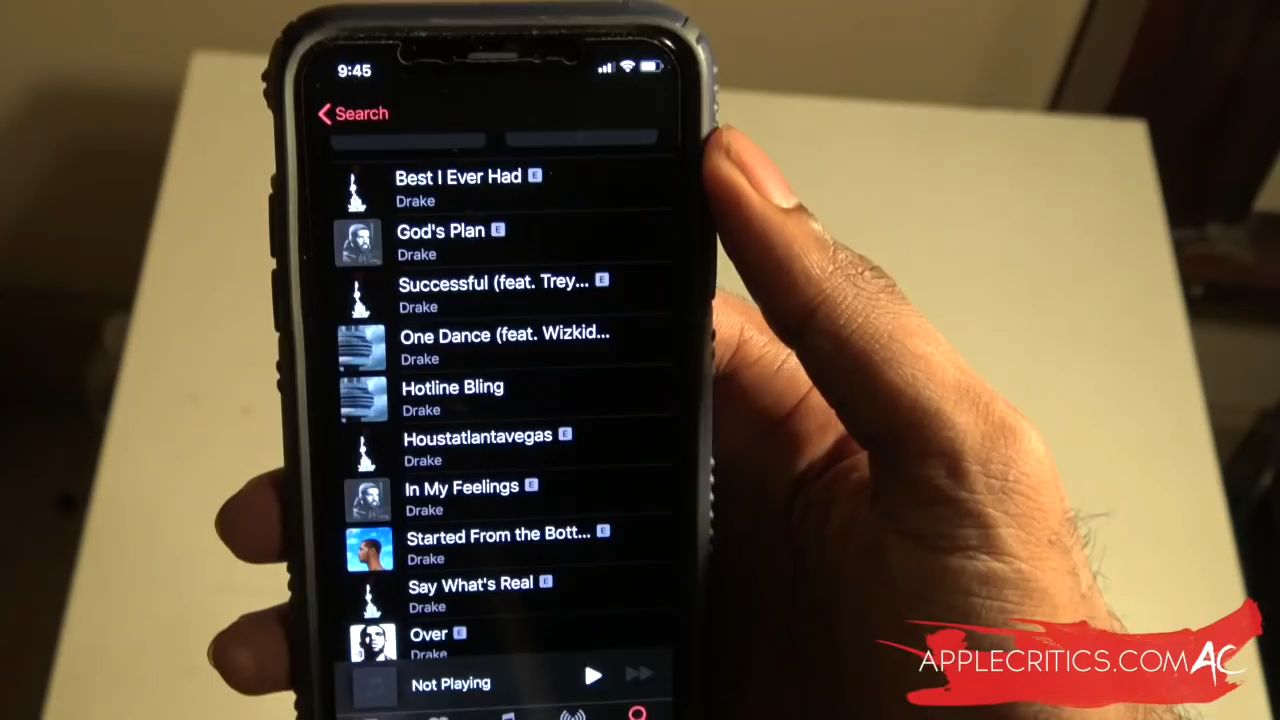 9:45
Search
Best I Ever Had E
Drake
God's Plan E
Drake
Successful (feat. Trey... E
Drake
One Dance (feat. Wizkid...
Drake
Hotline Bling
Drake
Houstatlantavegas E
Drake
In My Feelings E
Drake
Started From the Bott... E
Drake
Say What's Real E
Drake
Over E
Drake
Not Playing
APPLECRITICS.COM AC